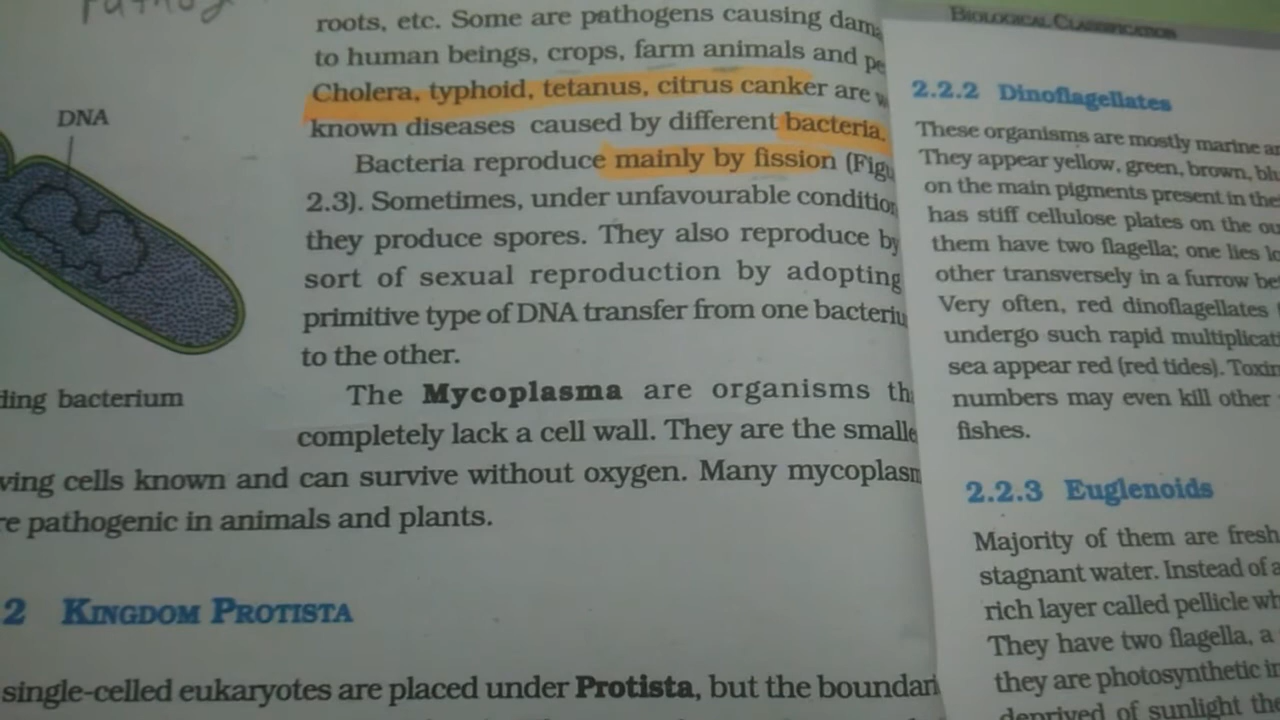 DNA
ding bacterium
roots, etc. Some are pathogens causing dama
to human beings, crops, farm animals and pe
Cholera, typhoid, tetanus, citrus canker are w
known diseases caused by different bacteria.
Bacteria reproduce mainly by fission (Figu
2.3). Sometimes, under unfavourable condition
they produce spores. They also reproduce by
sort of sexual reproduction by adopting
primitive type of DNA transfer from one bacteriu
to the other.
The Mycoplasma are organisms th
completely lack a cell wall. They are the smalle
ving cells known and can survive without oxygen. Many mycoplasm
re pathogenic in animals and plants.
2 KINGDOM PROTISTA
single-celled eukaryotes are placed under Protista, but the boundari
BIOLOGICAL CLASSIFICATION
2.2.2 Dinoflagellates
These organisms are mostly marine an
They appear yellow, green, brown, blu
on the main pigments present in the
has stiff cellulose plates on the ou
them have two flagella; one lies lo
other transversely in a furrow be
Very often, red dinoflagellates
undergo such rapid multiplicati
sea appear red (red tides). Toxin
numbers may even kill other
fishes.
2.2.3 Euglenoids
Majority of them are fresh
stagnant water. Instead of a
rich layer called pellicle wh
They have two flagella, a
they are photosynthetic in
deprived of sunlight the